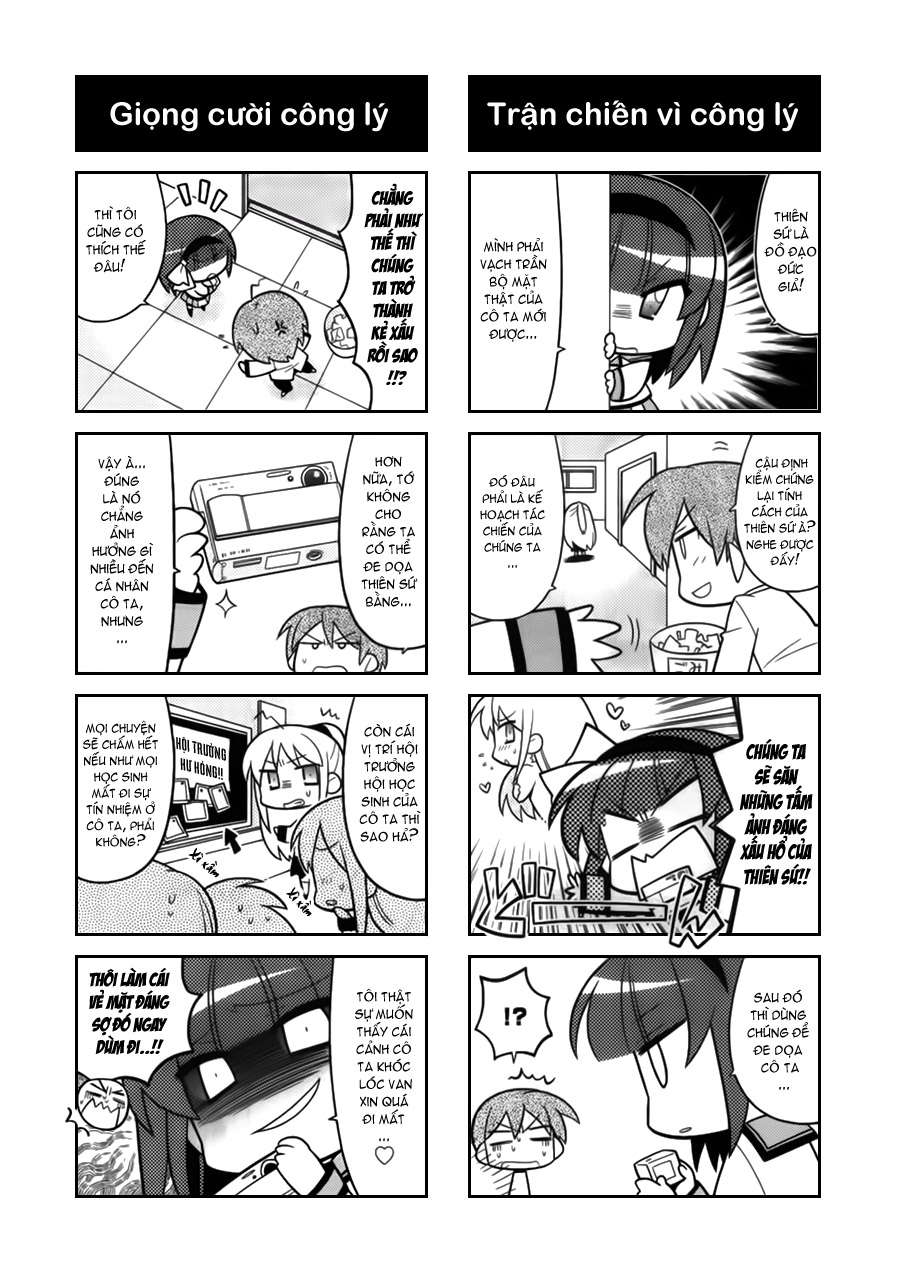 Trận chiến vì công lý
THIÊN
SỨ LÀ
ĐỒ ĐẠO
ĐỨC
GIẢ!
MÌNH PHẢI
VẠCH TRẦN
BỘ MẶT
THẬT CỦA
CÔ TA MỚI
ĐƯỢC...
CẬU ĐỊNH
KIỂM CHỨNG
LẠI TÍNH
CÁCH CỦA
THIÊN SỨ À?
NGHE ĐƯỢC
ĐẤY!
ĐÓ ĐÂU
PHẢI LÀ KẾ
HOẠCH TÁC
CHIẾN CỦA
CHÚNG TA
...
ごみ
CHÚNG TA
SẼ SĂN
NHỮNG TẤM
ẢNH ĐÁNG
XẤU HỔ CỦA
THIÊN SỨ!!
SAU ĐÓ
THÌ DÙNG
CHÚNG ĐỂ
ĐE DỌA
CÔ TA
...
!?
Giọng cười công lý
CHẲNG
PHẢI NHƯ
THẾ THÌ
CHÚNG
TA TRỞ
THÀNH
KẺ XẤU
RỒI SAO
!!?
THÌ TÔI
CŨNG CÓ
THÍCH THẾ
ĐÂU!
HƠN
NỮA, TỚ
KHÔNG
CHO
RẰNG TA
CÓ THỂ
ĐE DỌA
THIÊN SỨ
BẰNG...
VẬY À...
ĐÚNG
LÀ NÓ
CHẲNG
ẢNH
HƯỞNG GÌ
NHIỀU ĐẾN
CÁ NHÂN
CÔ TA,
NHƯNG
...
CÒN CÁI
VỊ TRÍ HỘI
TRƯỞNG
HỘI HỌC
SINH CỦA
CÔ TA THÌ
SAO HẢ?
MỌI CHUYỆN
SẼ CHẤM HẾT
NẾU NHƯ MỌI
HỌC SINH
MẤT ĐI SỰ
TÍN NHIỆM Ở
CÔ TA, PHẢI
KHÔNG?
HỘI TRƯỞNG
HƯ HỎNG!!
Xì xầm
Xì xầm
TÔI THẬT
SỰ MUỐN
THẤY CÁI
CẢNH CÔ
TA KHÓC
LÓC VAN
XIN QUÁ
ĐI MẤT
...
♡
THÔI LÀM CÁI
VẺ MẶT ĐÁNG
SỢ ĐÓ NGAY
DÙM ĐI...!!